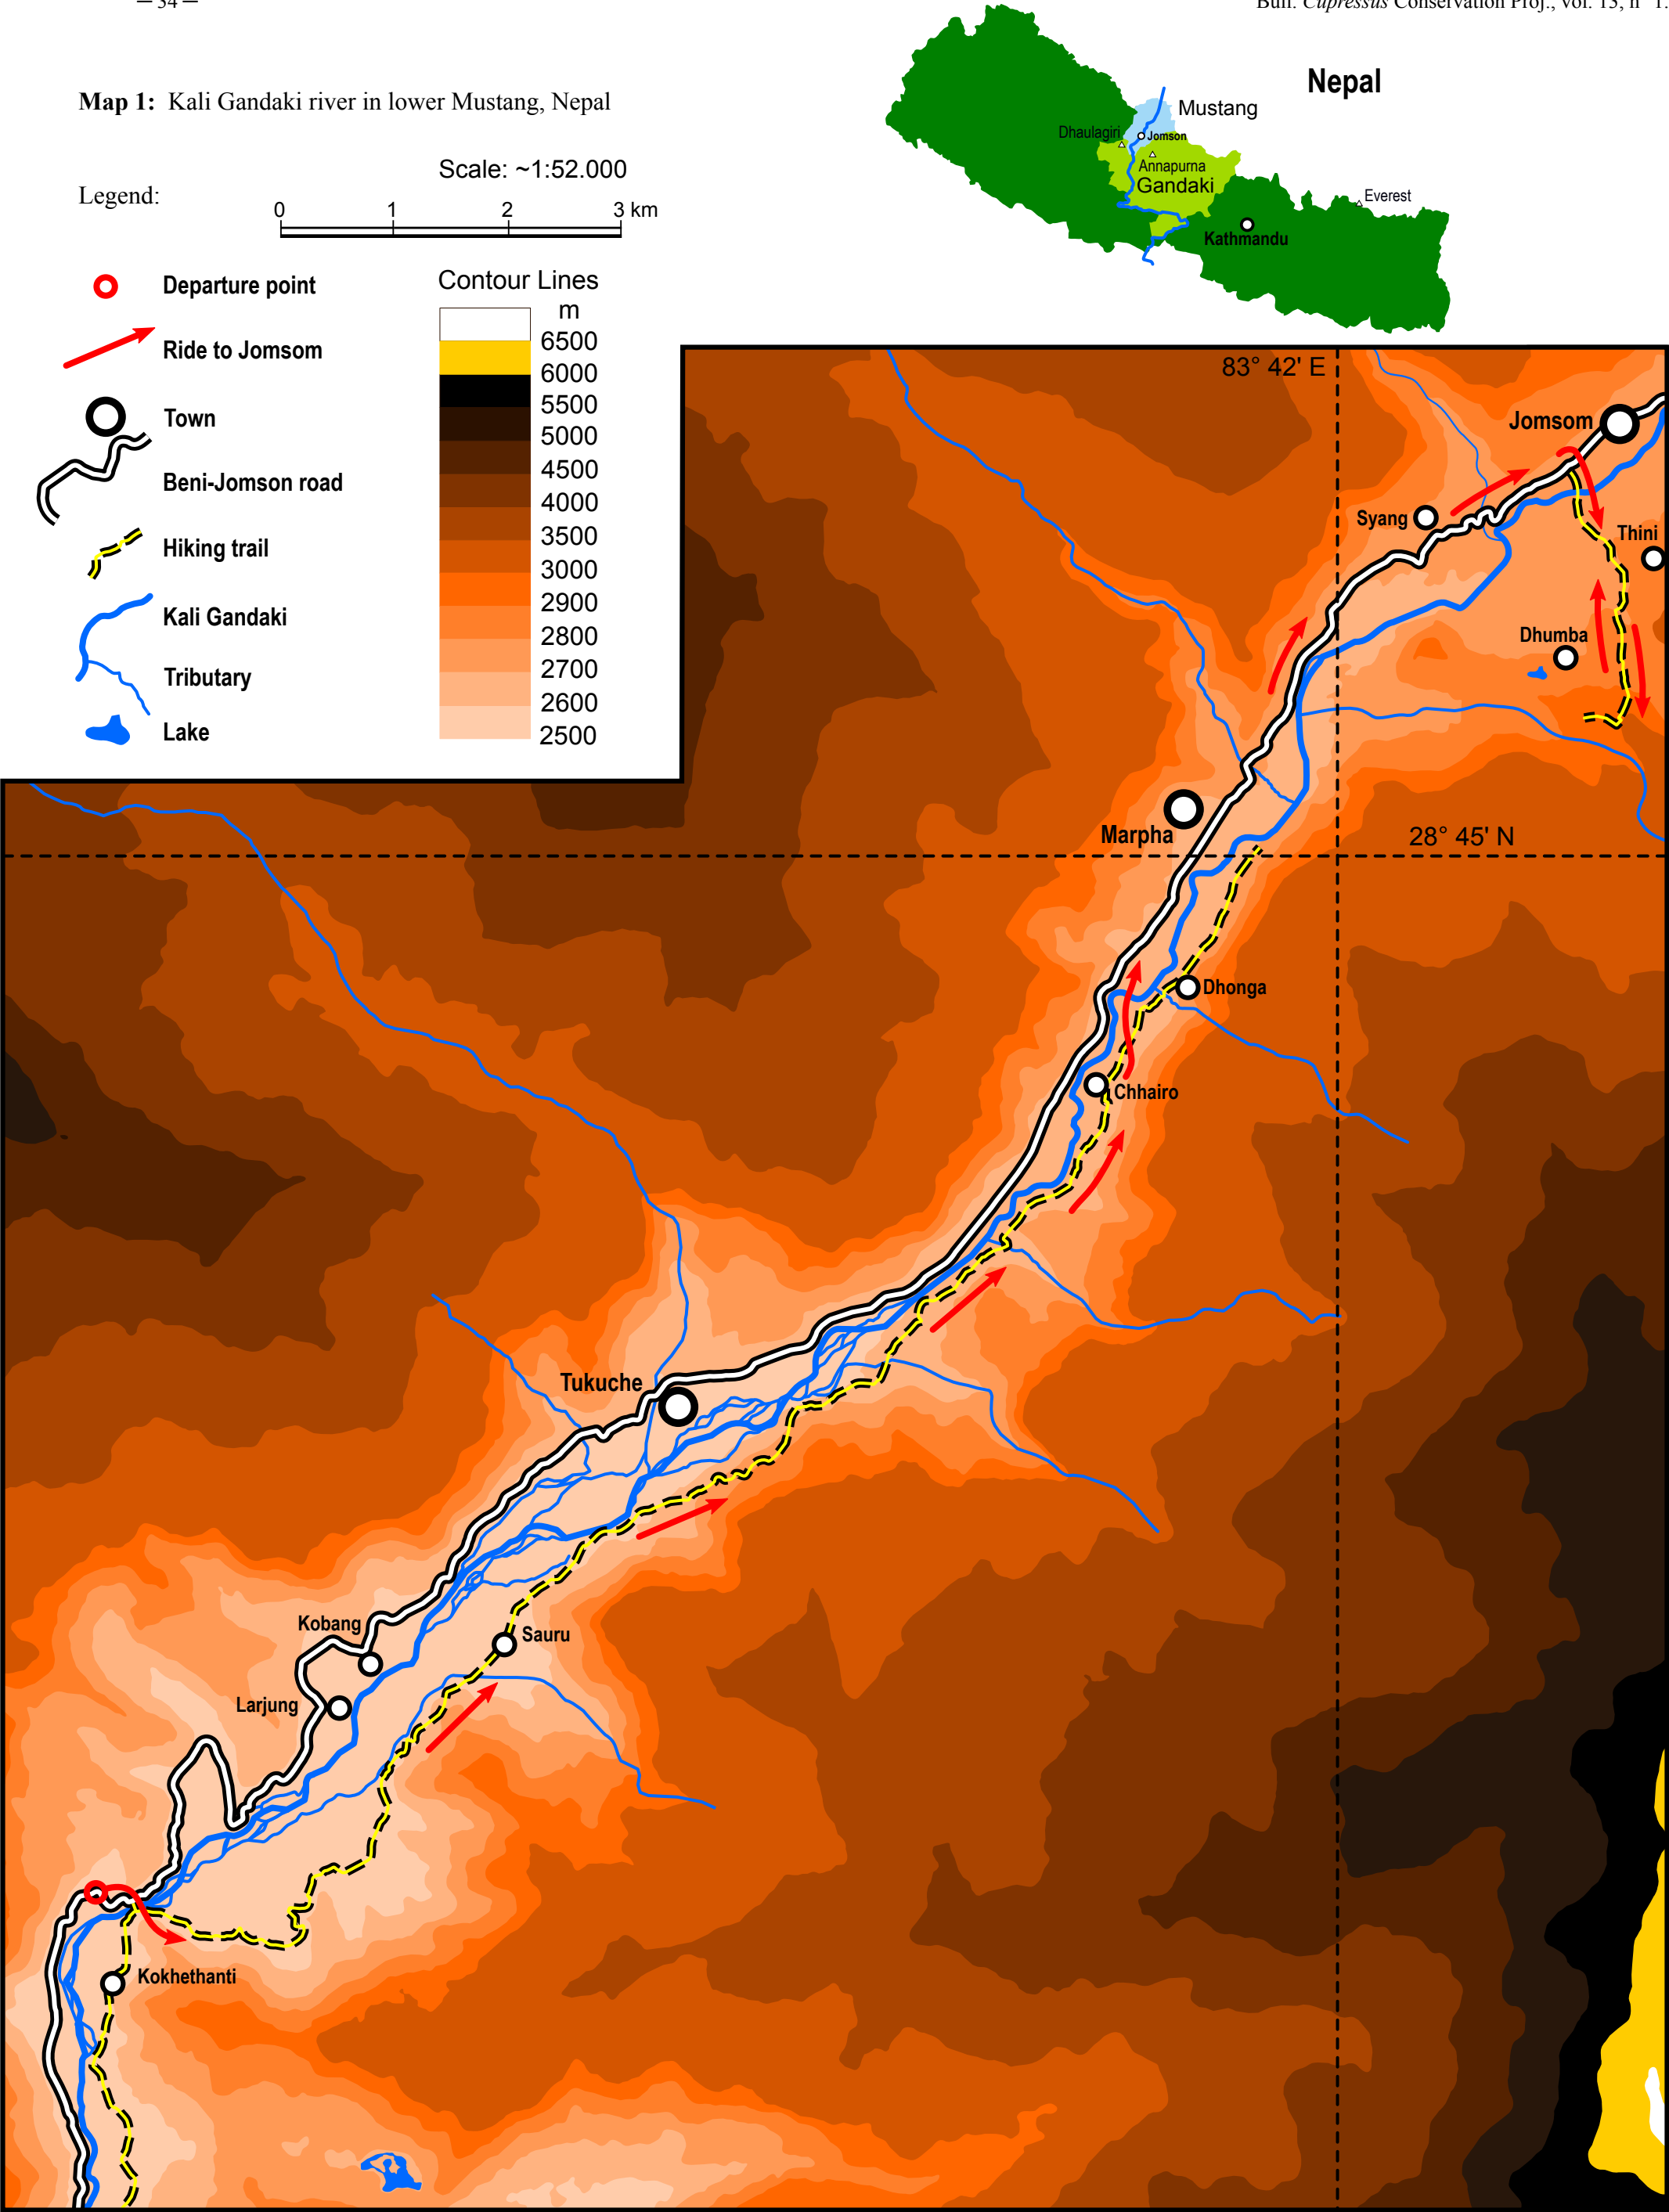 — 34 —
Bull. Cupressus Conservation Proj., vol. 13, n° 1.
Map 1: Kali Gandaki river in lower Mustang, Nepal
Nepal
Mustang
Dhaulagiri
Jomson
Annapurna
Gandaki
Everest
Kathmandu
Scale: ~1:52.000
Legend:
0 1 2 3 km
Departure point
Ride to Jomsom
Town
Beni-Jomson road
Hiking trail
Kali Gandaki
Tributary
Lake
Contour Lines
m
6500
6000
5500
5000
4500
4000
3500
3000
2900
2800
2700
2600
2500
83° 42' E
Jomsom
Syang
Thini
Dhumba
Marpha
28° 45' N
Dhonga
Chhairo
Tukuche
Kobang
Sauru
Larjung
Kokhethanti